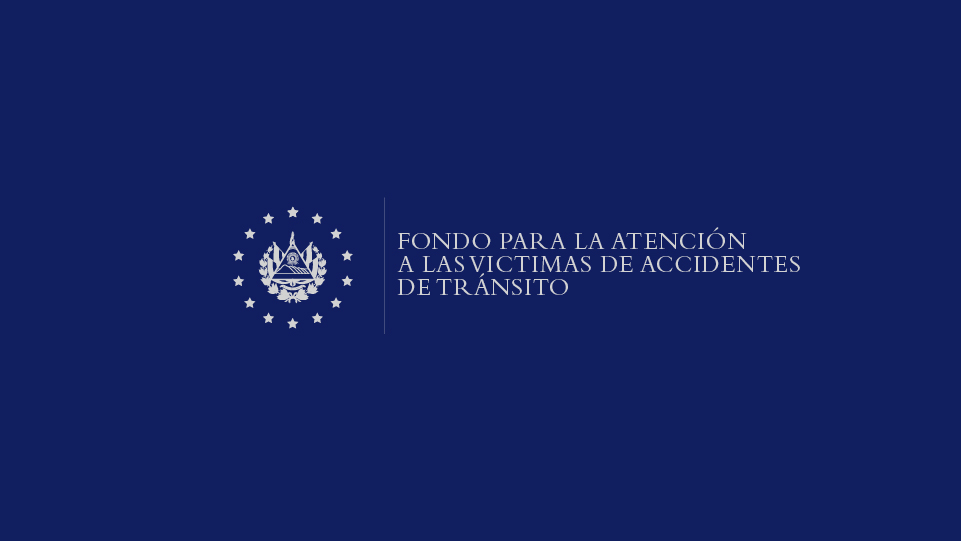 FONDO PARA LA ATENCIÓN
A LAS VICTIMAS DE ACCIDENTES
DE TRÁNSITO